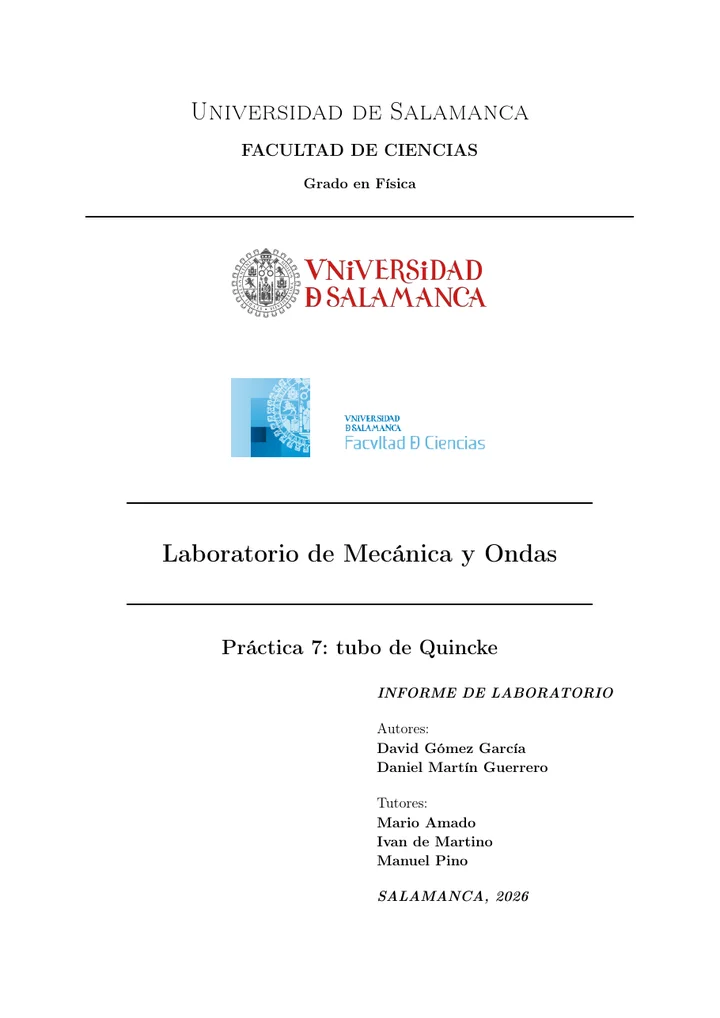 UNIVERSIDAD DE SALAMANCA
FACULTAD DE CIENCIAS
Grado en Física
VNiVERSiDAD
D SALAMANCA
VNIVERSIDAD
D SALAMANCA
Facvltad D Ciencias
Laboratorio de Mecánica y Ondas
Práctica 7: tubo de Quincke
INFORME DE LABORATORIO
Autores:
David Gómez García
Daniel Martín Guerrero
Tutores:
Mario Amado
Ivan de Martino
Manuel Pino
SALAMANCA, 2026